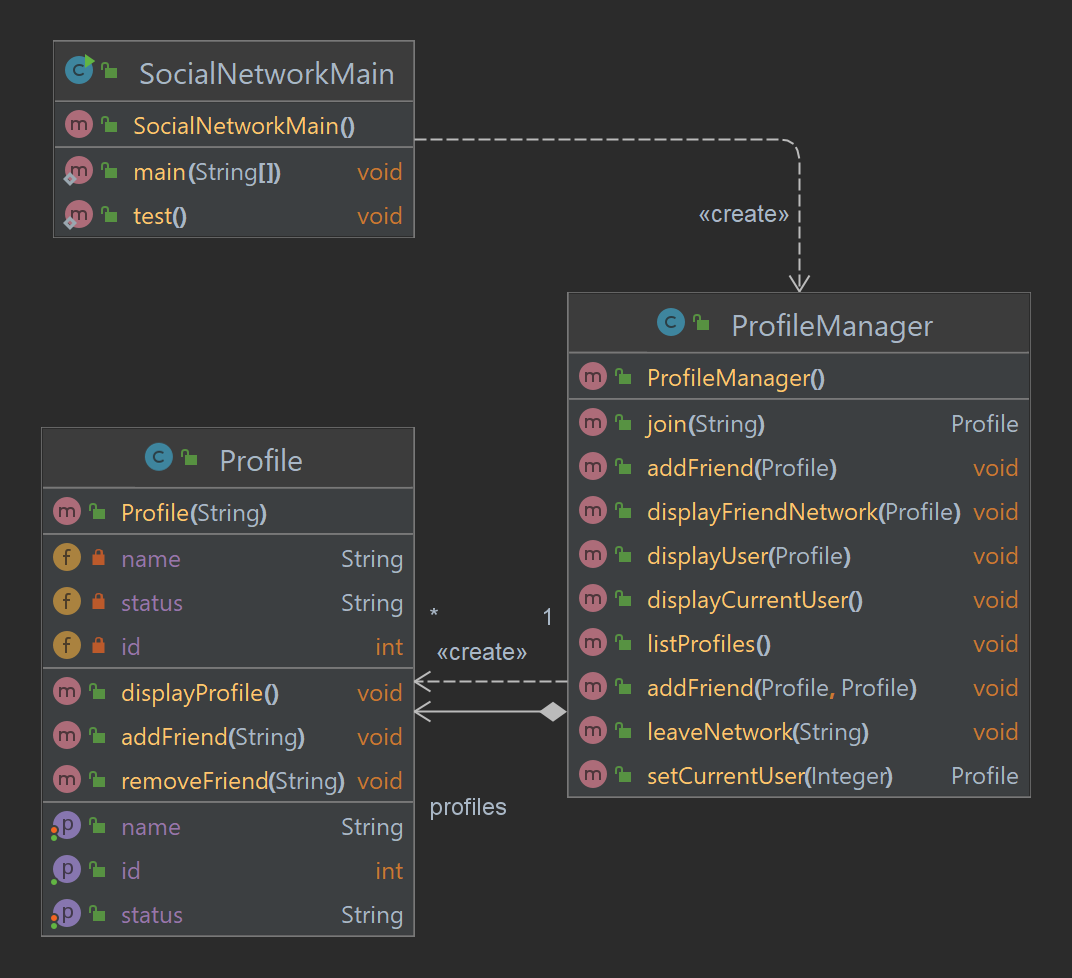 SocialNetworkMain
SocialNetworkMain()
main(String[]) void
test() void
«create»
ProfileManager
ProfileManager()
join(String) Profile
addFriend(Profile) void
displayFriendNetwork(Profile) void
displayUser(Profile) void
displayCurrentUser() void
listProfiles() void
addFriend(Profile, Profile) void
leaveNetwork(String) void
setCurrentUser(Integer) Profile
Profile
Profile(String)
name String
status String
id int
displayProfile() void
addFriend(String) void
removeFriend(String) void
name String
id int
status String
* 1
«create»
profiles